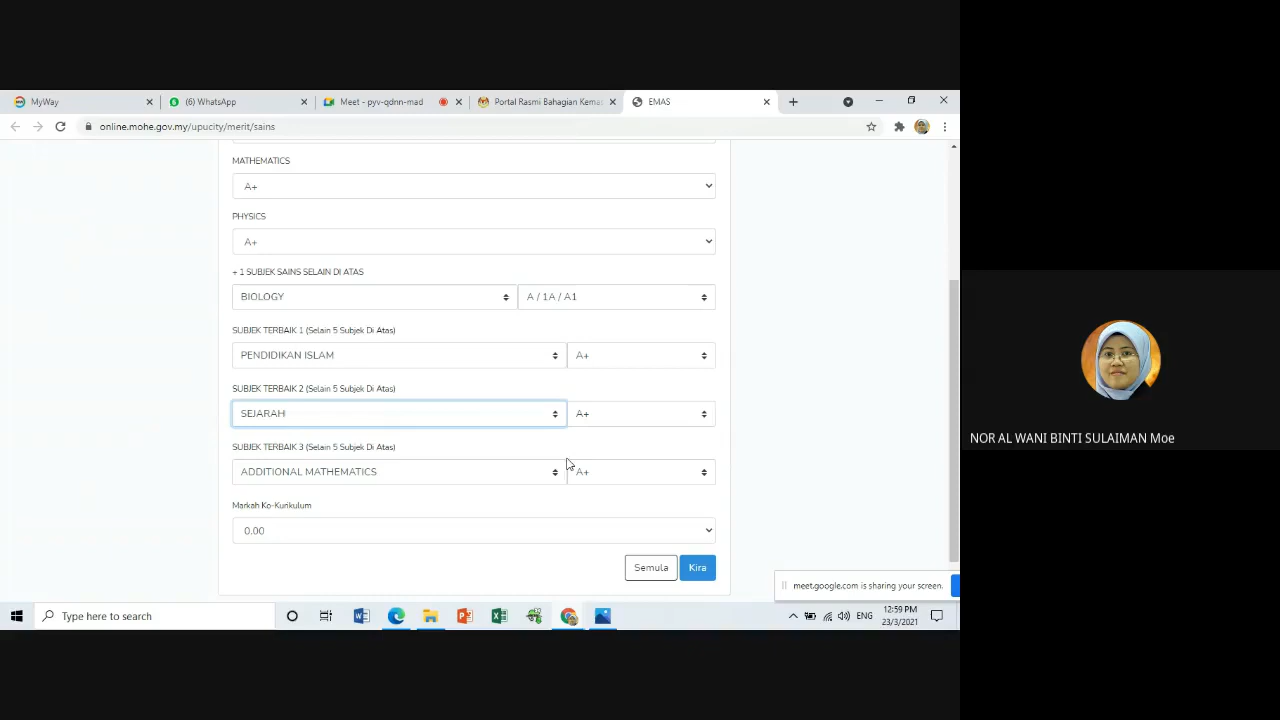 MyWay
(6) WhatsApp
Meet - pyv-qdnn-mad
Portal Rasmi Bahagian Kemas
EMAS
online.mohe.gov.my/upucity/merit/sains
MATHEMATICS
A+
PHYSICS
A+
+ 1 SUBJEK SAINS SELAIN DI ATAS
BIOLOGY
A / 1A / A1
SUBJEK TERBAIK 1 (Selain 5 Subjek Di Atas)
PENDIDIKAN ISLAM
A+
SUBJEK TERBAIK 2 (Selain 5 Subjek Di Atas)
SEJARAH
A+
SUBJEK TERBAIK 3 (Selain 5 Subjek Di Atas)
ADDITIONAL MATHEMATICS
A+
Markah Ko-Kurikulum
0.00
Semula
Kira
meet.google.com is sharing your screen.
NOR AL WANI BINTI SULAIMAN Moe
Type here to search
ENG
12:59 PM
23/3/2021